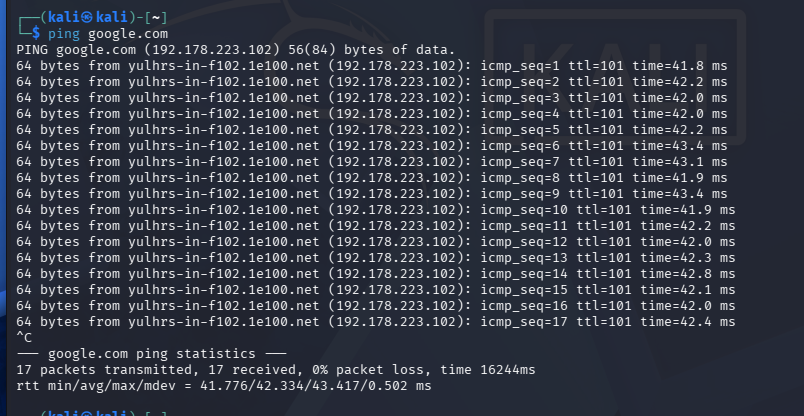 ┌──(kali㉿kali)-[~]
└─$ ping google.com
PING google.com (192.178.223.102) 56(84) bytes of data.
64 bytes from yulhrs-in-f102.1e100.net (192.178.223.102): icmp_seq=1 ttl=101 time=41.8 ms
64 bytes from yulhrs-in-f102.1e100.net (192.178.223.102): icmp_seq=2 ttl=101 time=42.2 ms
64 bytes from yulhrs-in-f102.1e100.net (192.178.223.102): icmp_seq=3 ttl=101 time=42.0 ms
64 bytes from yulhrs-in-f102.1e100.net (192.178.223.102): icmp_seq=4 ttl=101 time=42.0 ms
64 bytes from yulhrs-in-f102.1e100.net (192.178.223.102): icmp_seq=5 ttl=101 time=42.2 ms
64 bytes from yulhrs-in-f102.1e100.net (192.178.223.102): icmp_seq=6 ttl=101 time=43.4 ms
64 bytes from yulhrs-in-f102.1e100.net (192.178.223.102): icmp_seq=7 ttl=101 time=43.1 ms
64 bytes from yulhrs-in-f102.1e100.net (192.178.223.102): icmp_seq=8 ttl=101 time=41.9 ms
64 bytes from yulhrs-in-f102.1e100.net (192.178.223.102): icmp_seq=9 ttl=101 time=43.4 ms
64 bytes from yulhrs-in-f102.1e100.net (192.178.223.102): icmp_seq=10 ttl=101 time=41.9 ms
64 bytes from yulhrs-in-f102.1e100.net (192.178.223.102): icmp_seq=11 ttl=101 time=42.2 ms
64 bytes from yulhrs-in-f102.1e100.net (192.178.223.102): icmp_seq=12 ttl=101 time=42.0 ms
64 bytes from yulhrs-in-f102.1e100.net (192.178.223.102): icmp_seq=13 ttl=101 time=42.3 ms
64 bytes from yulhrs-in-f102.1e100.net (192.178.223.102): icmp_seq=14 ttl=101 time=42.8 ms
64 bytes from yulhrs-in-f102.1e100.net (192.178.223.102): icmp_seq=15 ttl=101 time=42.1 ms
64 bytes from yulhrs-in-f102.1e100.net (192.178.223.102): icmp_seq=16 ttl=101 time=42.0 ms
64 bytes from yulhrs-in-f102.1e100.net (192.178.223.102): icmp_seq=17 ttl=101 time=42.4 ms
^C
--- google.com ping statistics ---
17 packets transmitted, 17 received, 0% packet loss, time 16244ms
rtt min/avg/max/mdev = 41.776/42.334/43.417/0.502 ms
┌──(kali㉿kali)-[~]
KALI